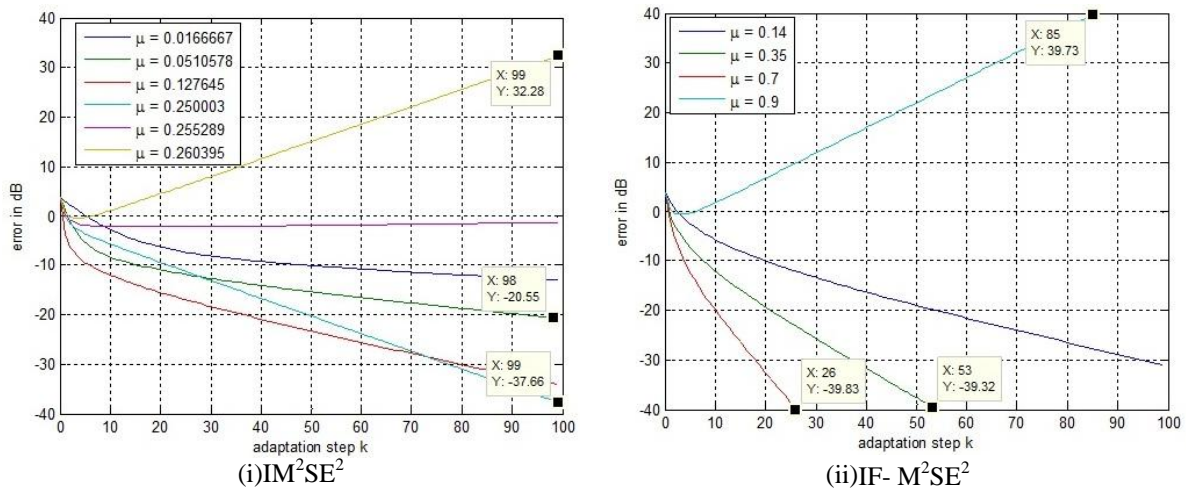 40
30
20
10
0
-10
-20
-30
-40
error in dB
0 10 20 30 40 50 60 70 80 90 100
adaptation step k
μ = 0.0166667
μ = 0.0510578
μ = 0.127645
μ = 0.250003
μ = 0.255289
μ = 0.260395
X: 99
Y: 32.28
X: 98
Y: -20.55
X: 99
Y: -37.66
(i)IM²SE²
40
30
20
10
0
-10
-20
-30
-40
error in dB
0 10 20 30 40 50 60 70 80 90 100
adaptation step k
μ = 0.14
μ = 0.35
μ = 0.7
μ = 0.9
X: 85
Y: 39.73
X: 26
Y: -39.83
X: 53
Y: -39.32
(ii)IF- M²SE²